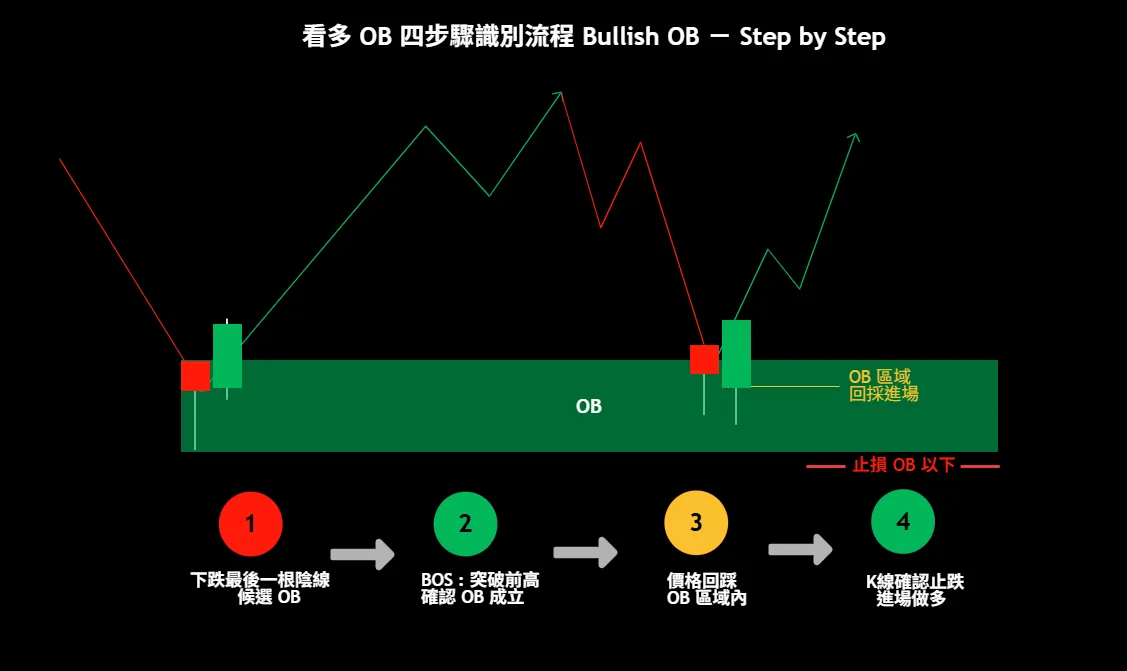 看多 OB 四步驟識別流程 Bullish OB － Step by Step
OB 區域
回採進場
OB
止損 OB 以下
1
2
3
4
下跌最後一根陰線
候選 OB
BOS：突破前高
確認 OB 成立
價格回踩
OB 區域內
K線確認止跌
進場做多